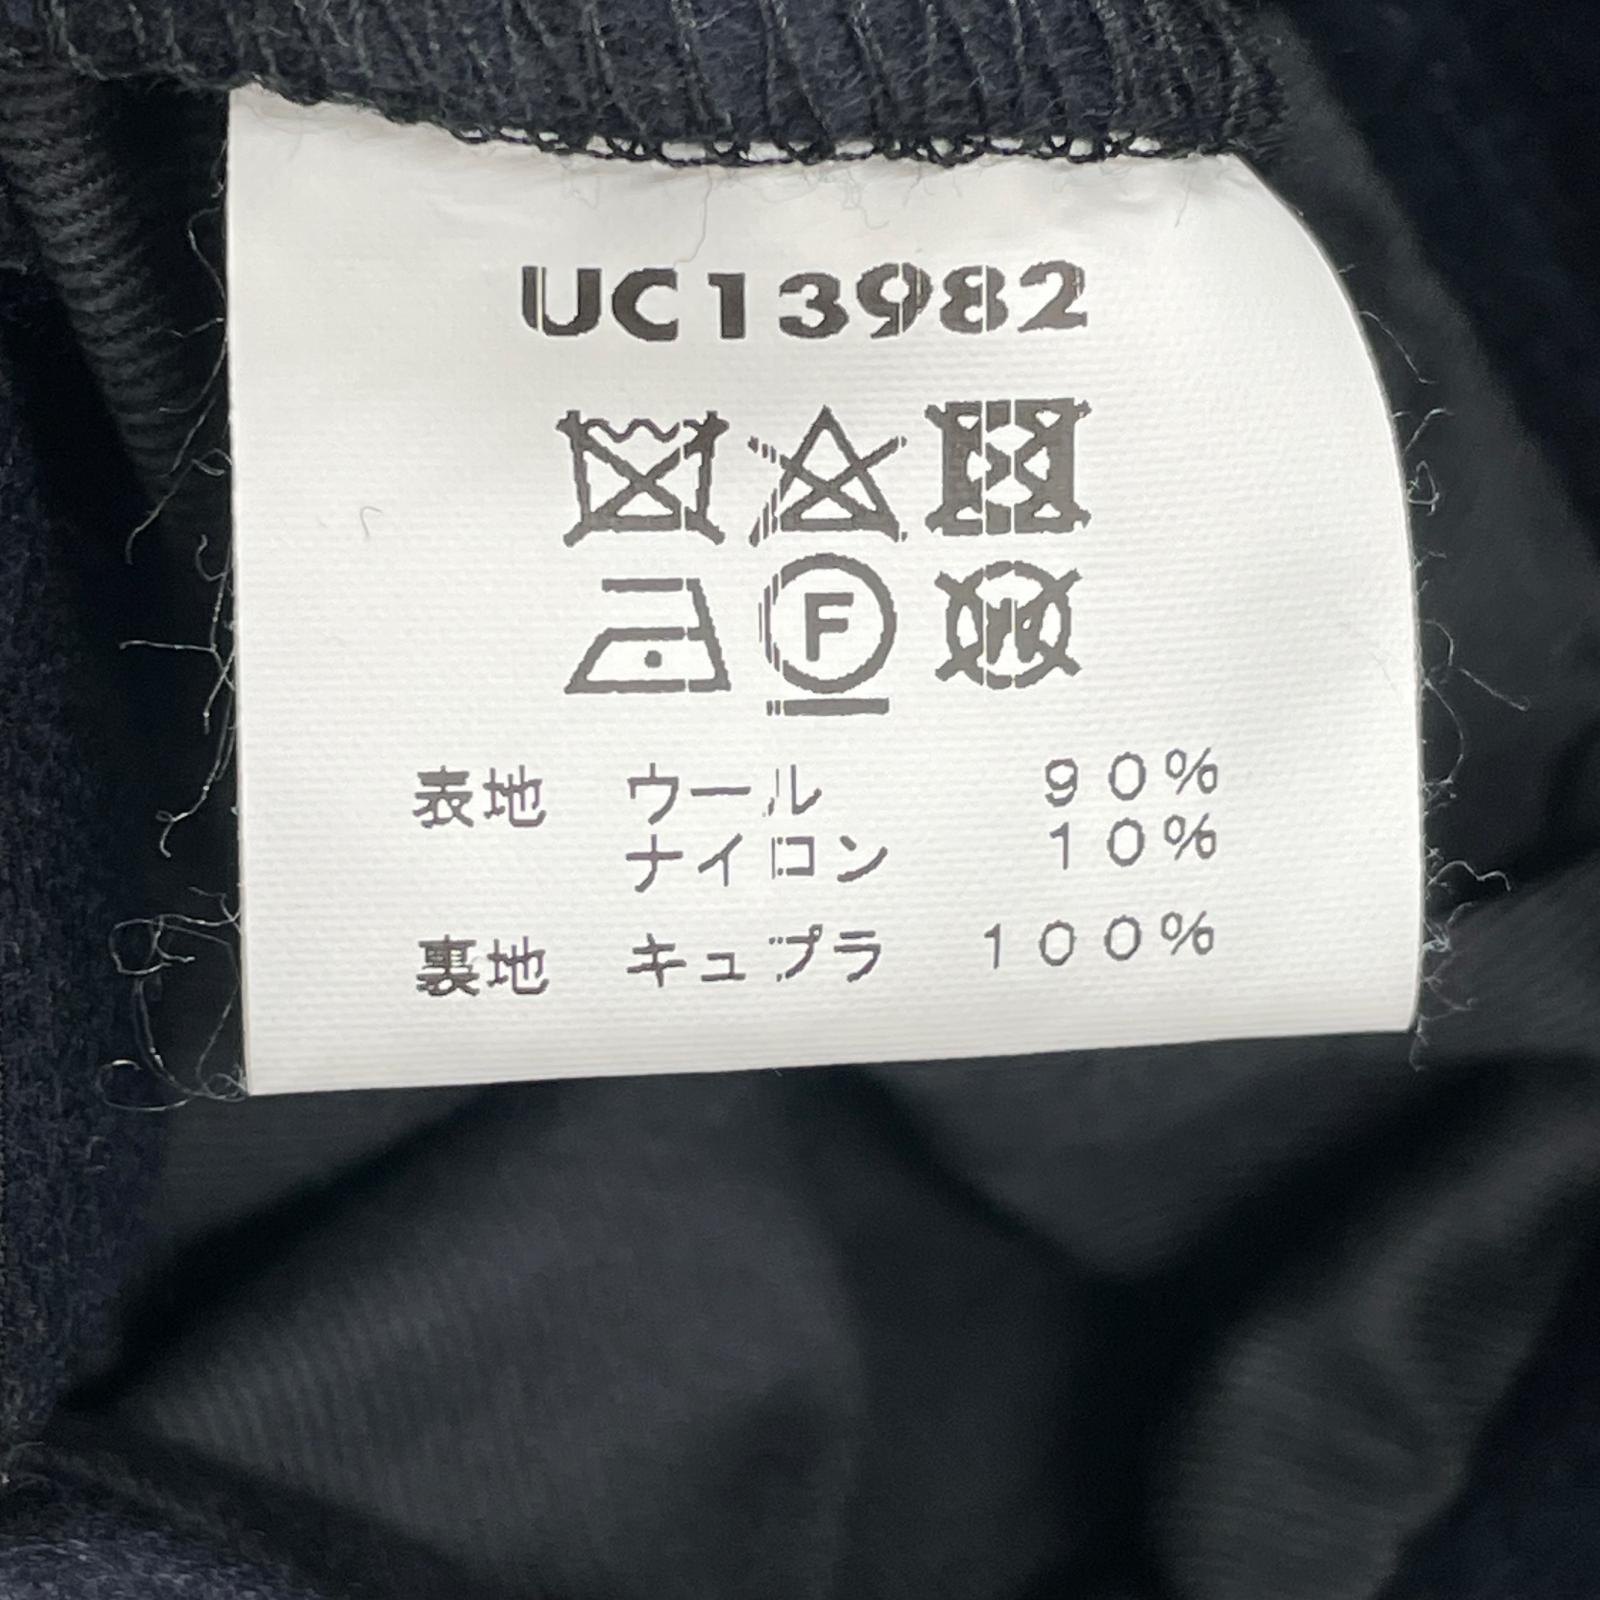 UC13982
F
W
表地 ウール 90%
ナイロン 10%
裏地 キュプラ 100%